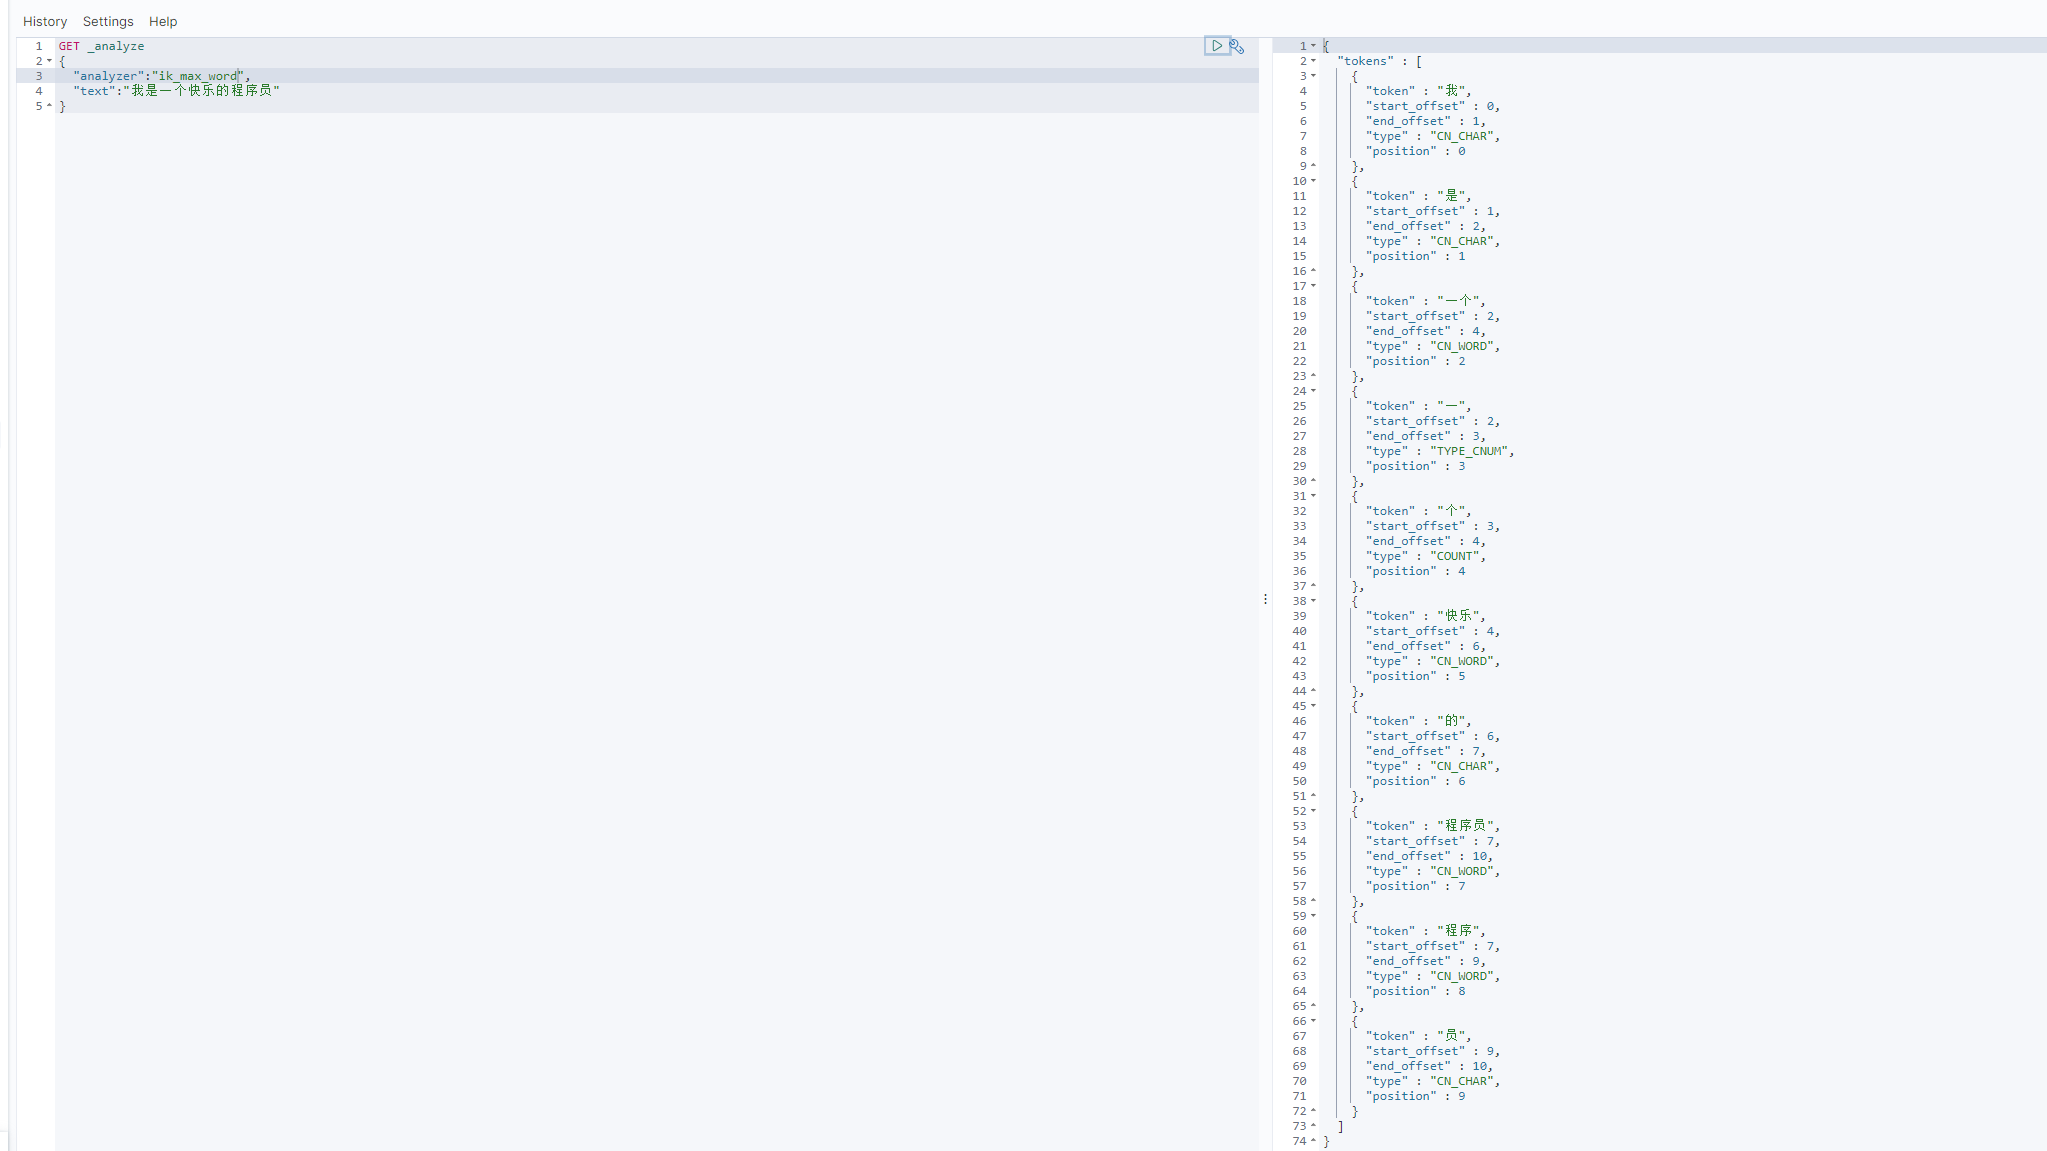 History Settings Help
1 GET _analyze
2 {
3 "analyzer":"ik_max_word",
4 "text":"我是一个快乐的程序员"
5 }
1 {
2 "tokens" : [
3 {
4 "token" : "我",
5 "start_offset" : 0,
6 "end_offset" : 1,
7 "type" : "CN_CHAR",
8 "position" : 0
9 },
10 {
11 "token" : "是",
12 "start_offset" : 1,
13 "end_offset" : 2,
14 "type" : "CN_CHAR",
15 "position" : 1
16 },
17 {
18 "token" : "一个",
19 "start_offset" : 2,
20 "end_offset" : 4,
21 "type" : "CN_WORD",
22 "position" : 2
23 },
24 {
25 "token" : "一",
26 "start_offset" : 2,
27 "end_offset" : 3,
28 "type" : "TYPE_CNUM",
29 "position" : 3
30 },
31 {
32 "token" : "个",
33 "start_offset" : 3,
34 "end_offset" : 4,
35 "type" : "COUNT",
36 "position" : 4
37 },
38 {
39 "token" : "快乐",
40 "start_offset" : 4,
41 "end_offset" : 6,
42 "type" : "CN_WORD",
43 "position" : 5
44 },
45 {
46 "token" : "的",
47 "start_offset" : 6,
48 "end_offset" : 7,
49 "type" : "CN_CHAR",
50 "position" : 6
51 },
52 {
53 "token" : "程序员",
54 "start_offset" : 7,
55 "end_offset" : 10,
56 "type" : "CN_WORD",
57 "position" : 7
58 },
59 {
60 "token" : "程序",
61 "start_offset" : 7,
62 "end_offset" : 9,
63 "type" : "CN_WORD",
64 "position" : 8
65 },
66 {
67 "token" : "员",
68 "start_offset" : 9,
69 "end_offset" : 10,
70 "type" : "CN_CHAR",
71 "position" : 9
72 }
73 ]
74 }